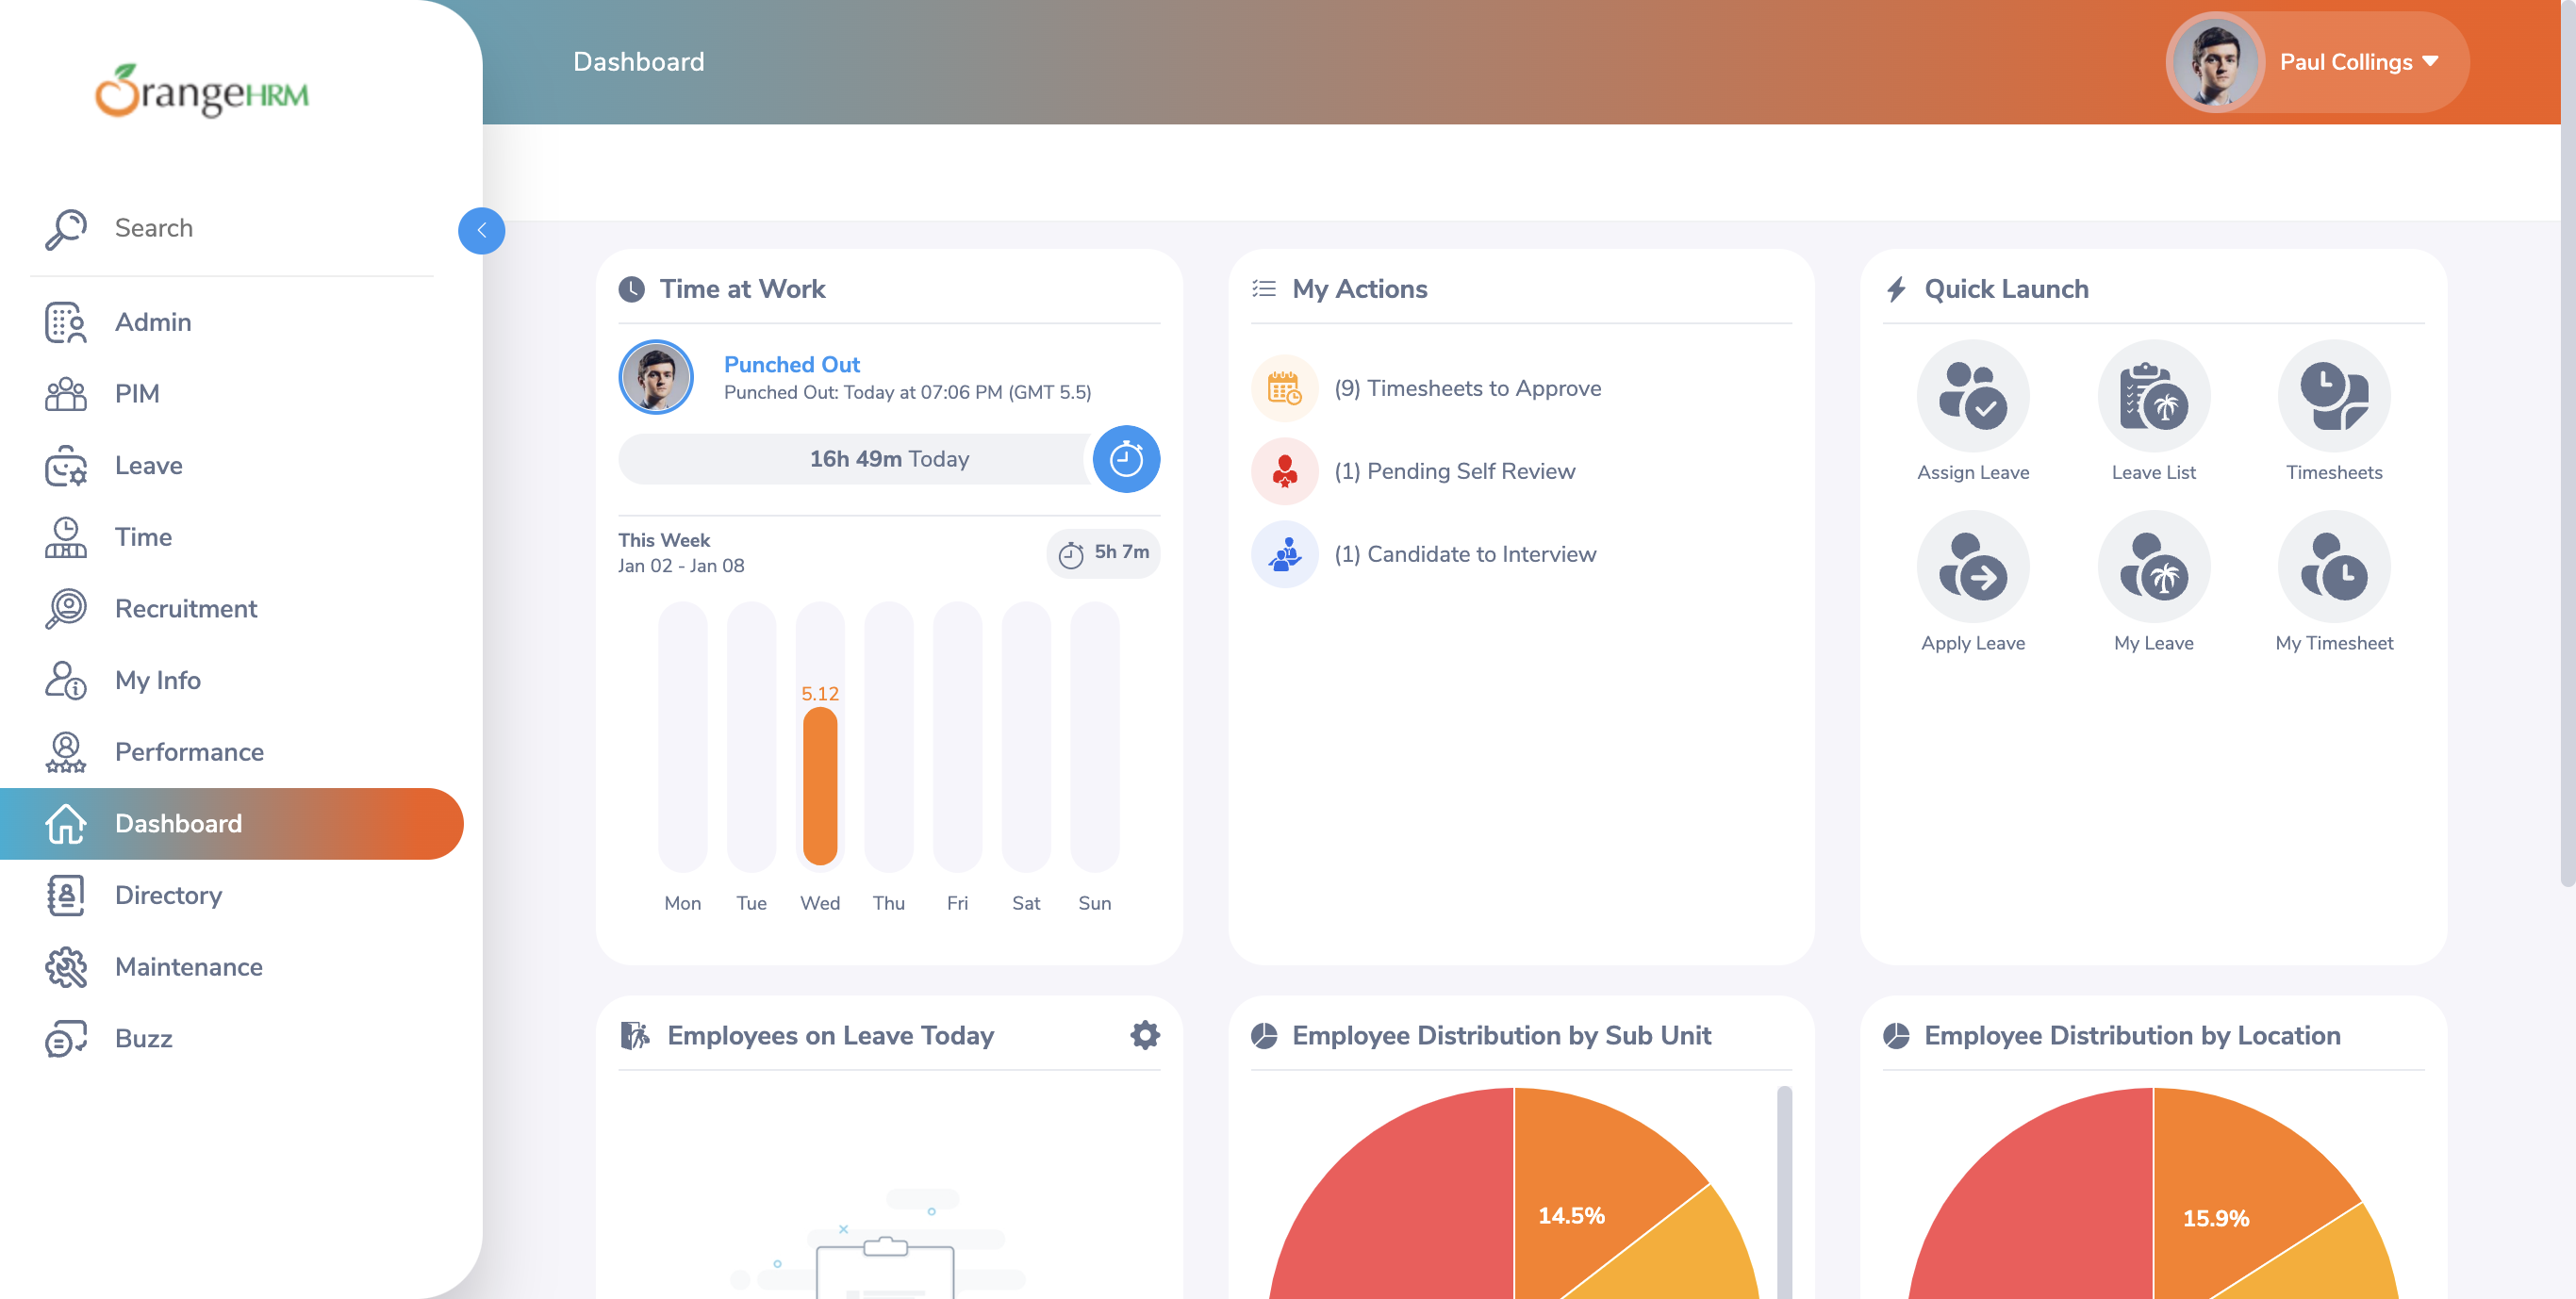 OrangeHRM
Search
Admin
PIM
Leave
Time
Recruitment
My Info
Performance
Dashboard
Directory
Maintenance
Buzz
Dashboard
Paul Collings
Time at Work
Punched Out
Punched Out: Today at 07:06 PM (GMT 5.5)
16h 49m Today
This Week
Jan 02 - Jan 08
5h 7m
5.12
Mon Tue Wed Thu Fri Sat Sun
My Actions
(9) Timesheets to Approve
(1) Pending Self Review
(1) Candidate to Interview
Quick Launch
Assign Leave Leave List Timesheets
Apply Leave My Leave My Timesheet
Employees on Leave Today
Employee Distribution by Sub Unit
14.5%
Employee Distribution by Location
15.9%